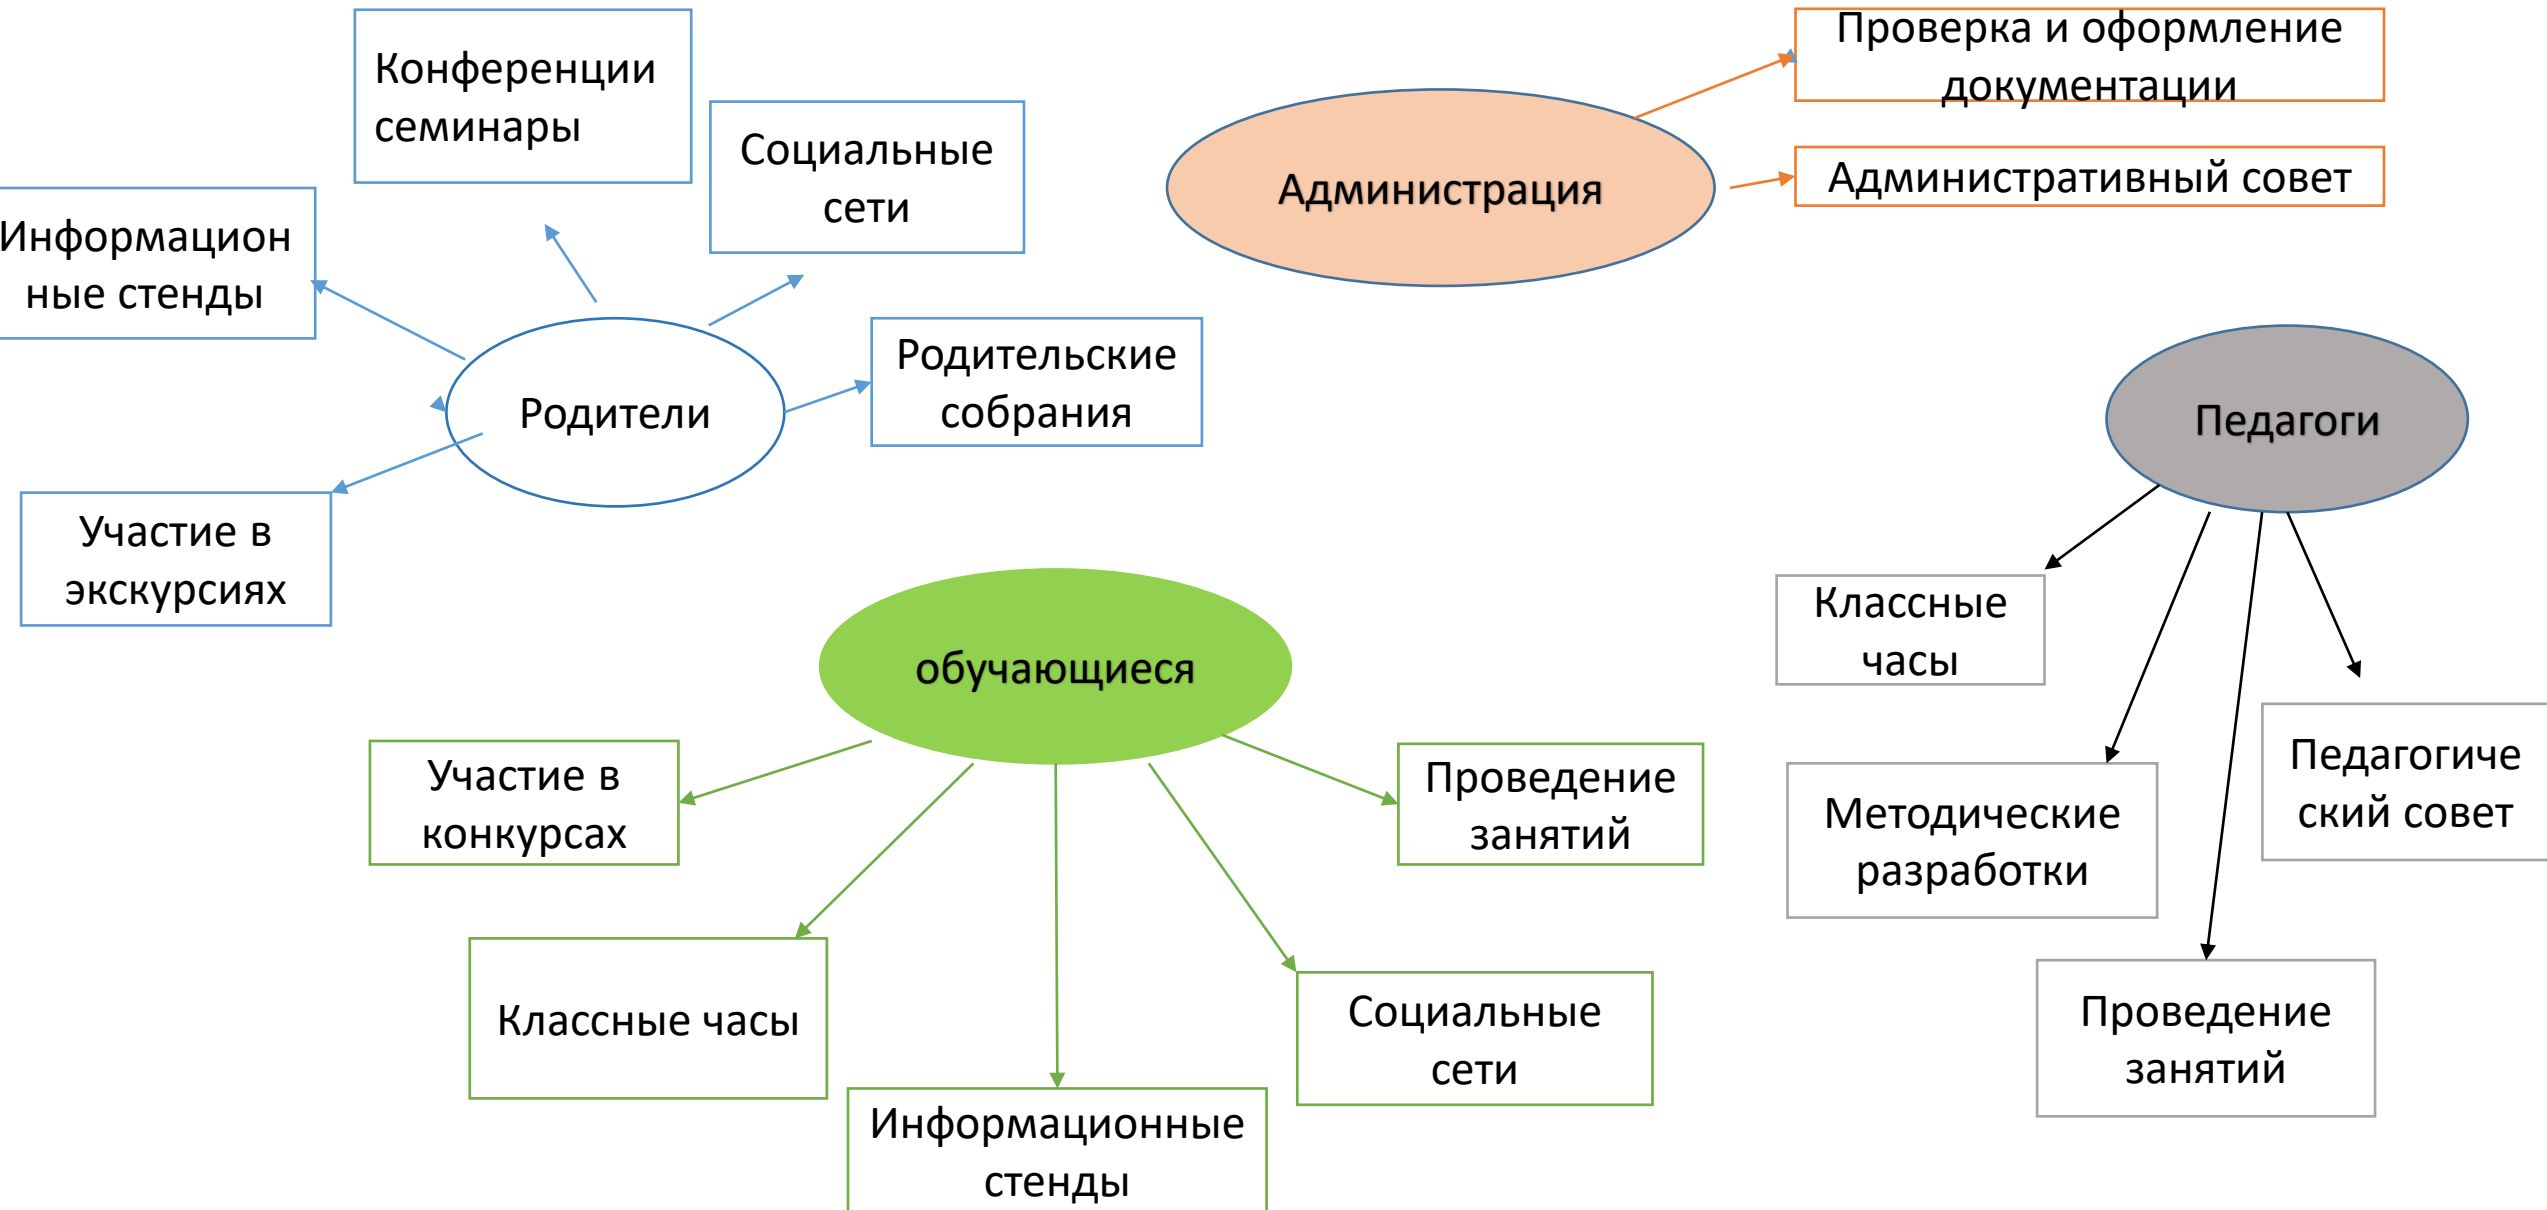 Конференции
семинары
Социальные
сети
Информацион
ные стенды
Родительские
собрания
Родители
Участие в
экскурсиях
Проверка и оформление
документации
Администрация
Административный совет
Педагоги
Классные
часы
Методические
разработки
Педагогиче
ский совет
Проведение
занятий
обучающиеся
Участие в
конкурсах
Проведение
занятий
Классные часы
Социальные
сети
Информационные
стенды